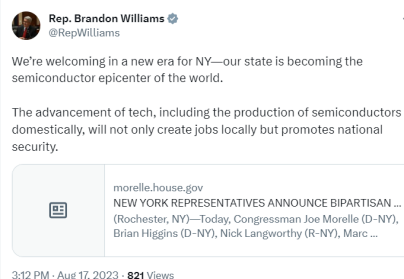 Rep. Brandon Williams
@RepWilliams
We're welcoming in a new era for NY—our state is becoming the
semiconductor epicenter of the world.
The advancement of tech, including the production of semiconductors
domestically, will not only create jobs locally but promotes national
security.
morelle.house.gov
NEW YORK REPRESENTATIVES ANNOUNCE BIPARTISAN ...
(Rochester, NY)—Today, Congressman Joe Morelle (D-NY),
Brian Higgins (D-NY), Nick Langworthy (R-NY), Marc ...
3:12 PM · Aug 17, 2023 · 821 Views